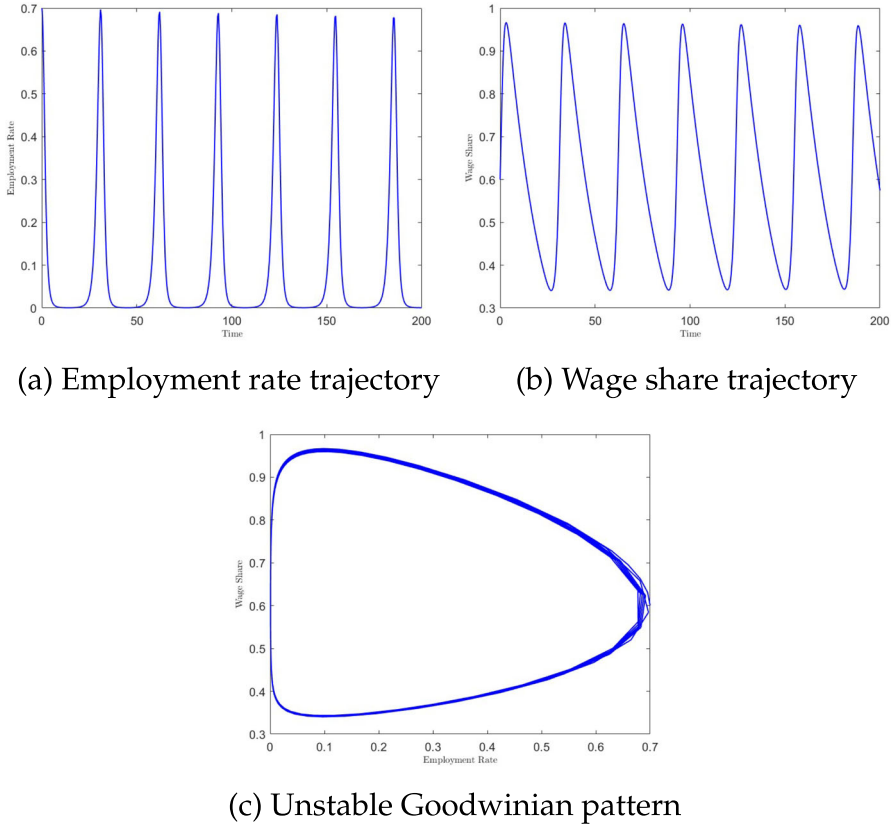 0.7
0.6
0.5
0.4
0.3
0.2
0.1
0
Employment Rate
0 50 100 150 200
Time
1
0.9
0.8
0.7
0.6
0.5
0.4
0.3
Wage Share
0 50 100 150 200
Time
(a) Employment rate trajectory
(b) Wage share trajectory
1
0.9
0.8
0.7
0.6
0.5
0.4
0.3
Wage Share
0 0.1 0.2 0.3 0.4 0.5 0.6 0.7
Employment Rate
(c) Unstable Goodwinian pattern